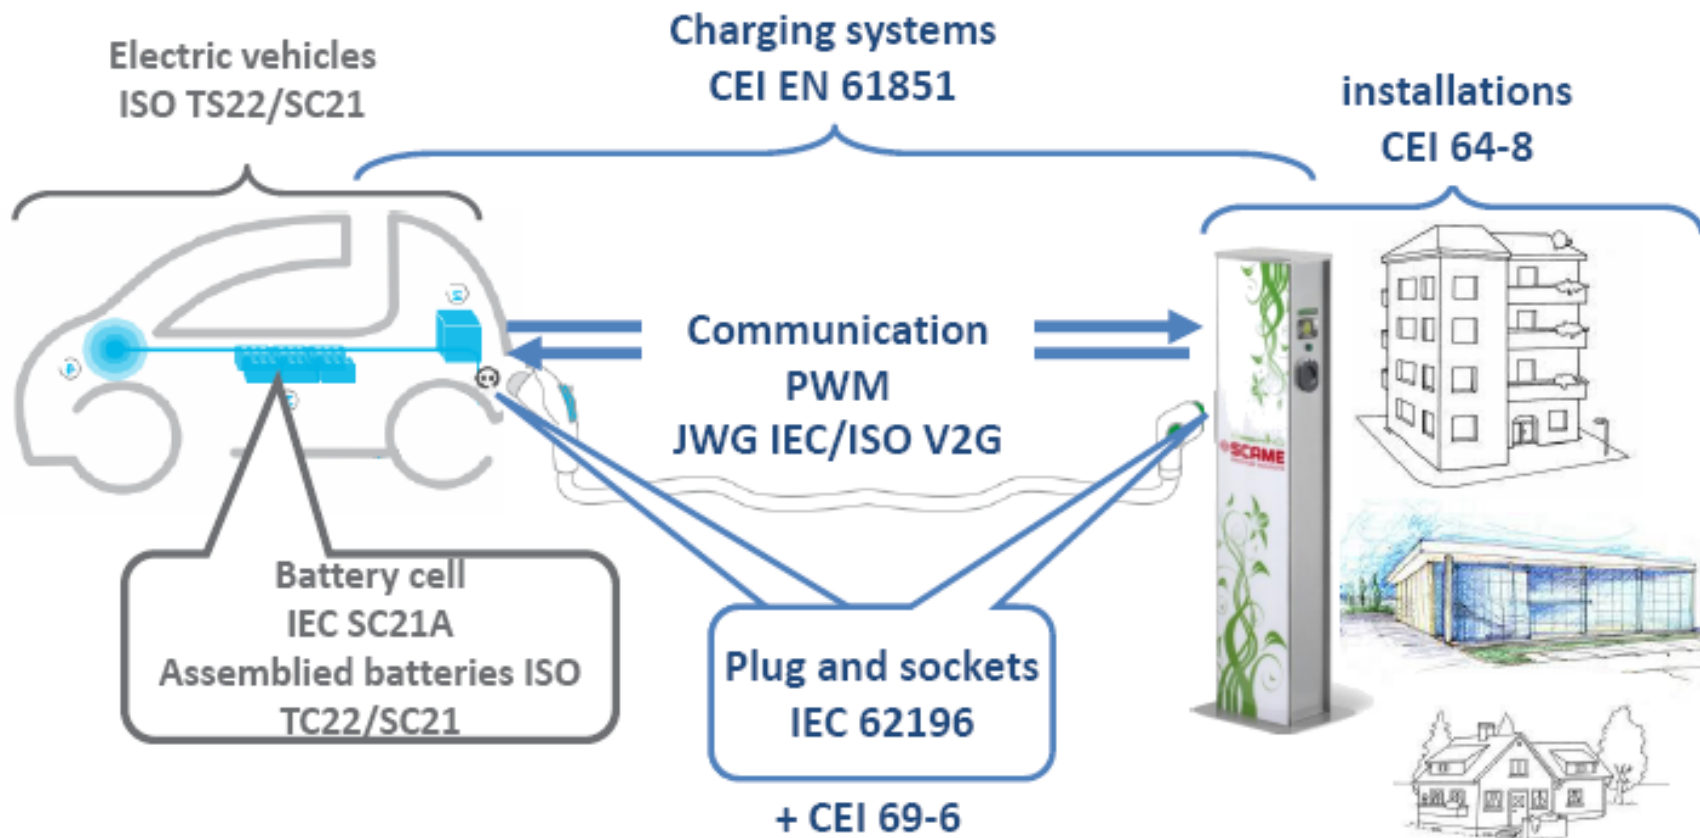 Electric vehicles
ISO TS22/SC21
Charging systems
CEI EN 61851
installations
CEI 64-8
Communication
PWM
JWG IEC/ISO V2G
SCAME
Battery cell
IEC SC21A
Assemblied batteries ISO
TC22/SC21
Plug and sockets
IEC 62196
+ CEI 69-6